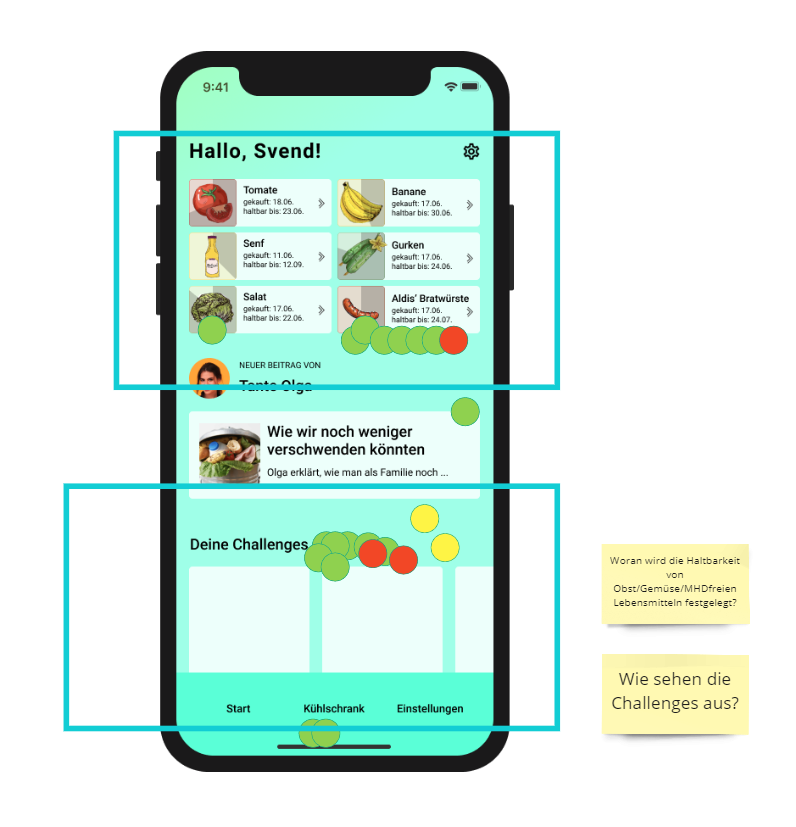 9:41
Hallo, Svend!
Tomate
gekauft: 18.06.
haltbar bis: 23.06.
Banane
gekauft: 17.06.
haltbar bis: 30.06.
Senf
gekauft: 11.06.
haltbar bis: 12.09.
Gurken
gekauft: 17.06.
haltbar bis: 24.06.
Salat
gekauft: 17.06.
haltbar bis: 22.06.
Aldis' Bratwürste
gekauft: 17.06.
haltbar bis: 24.07.
NEUER BEITRAG VON
Tante Olga
Wie wir noch weniger
verschwenden könnten
Olga erklärt, wie man als Familie noch ...
Deine Challenges
Start
Kühlschrank
Einstellungen
Woran wird die Haltbarkeit
von
Obst/Gemüse/MHDfreien
Lebensmitteln festgelegt?
Wie sehen die
Challenges aus?